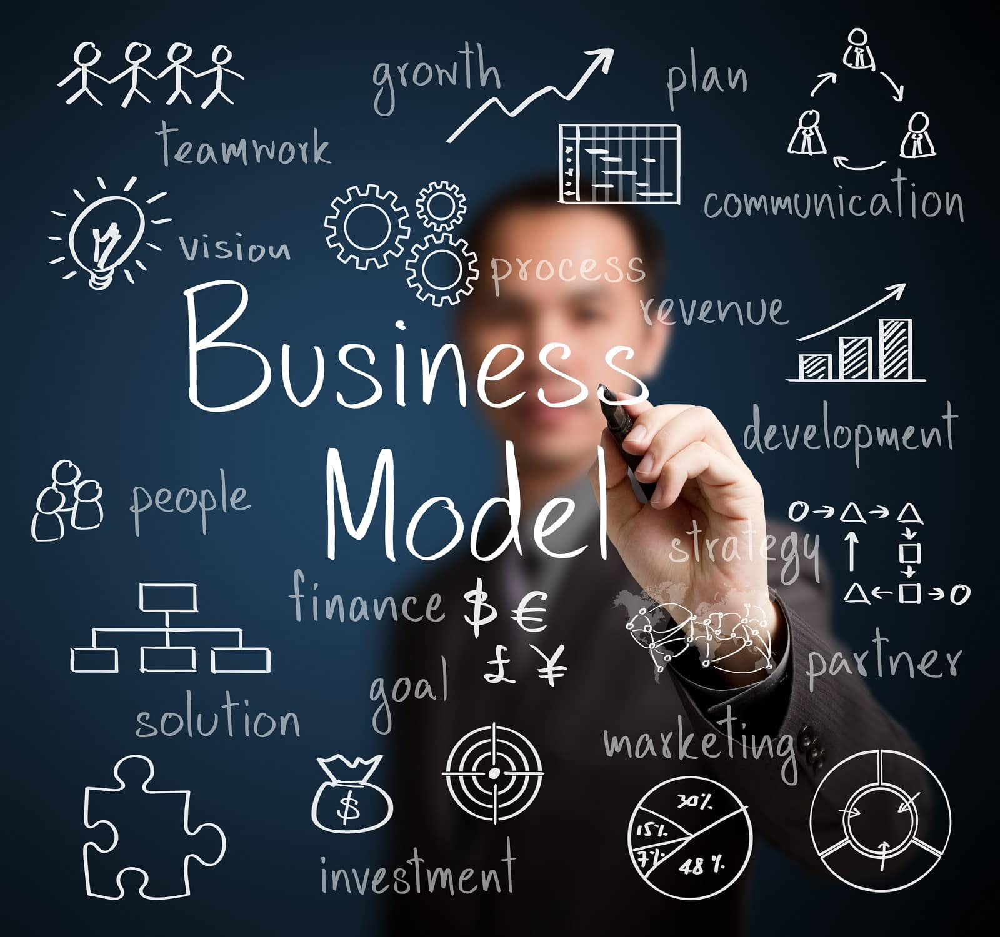 growth
plan
teamwork
communication
vision
process
revenue
Business
development
Model
people
strategy
finance $ €
£ ¥
goal
partner
solution
marketing
$
30%
15%
7%
48%
investment